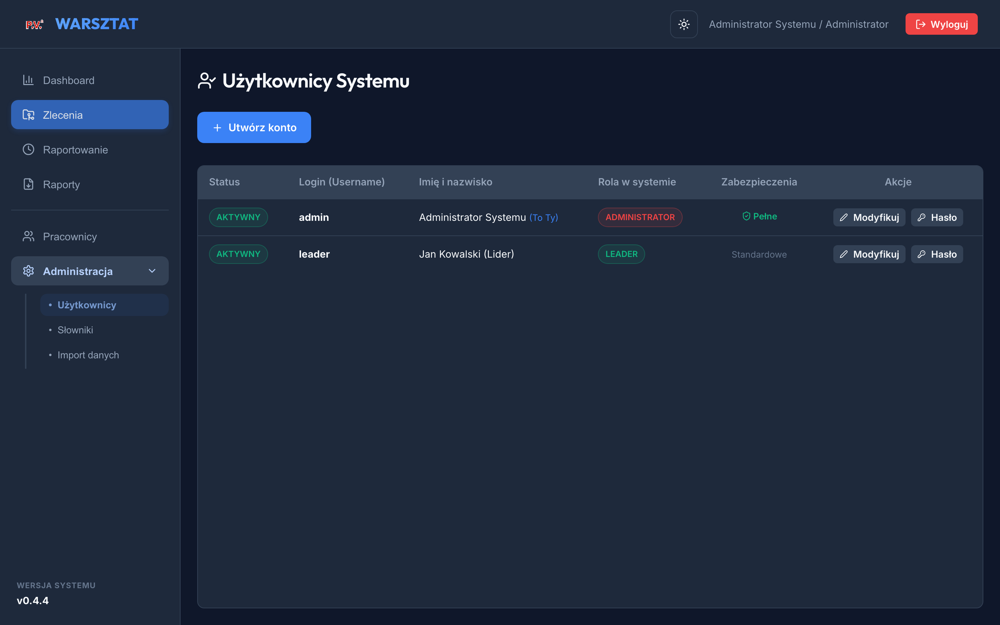 P.V.® WARSZTAT
Administrator Systemu / Administrator
Wyloguj
Dashboard
Zlecenia
Raportowanie
Raporty
Pracownicy
Administracja
• Użytkownicy
• Słowniki
• Import danych
WERSJA SYSTEMU
v0.4.4
Użytkownicy Systemu
+ Utwórz konto
Status Login (Username) Imię i nazwisko Rola w systemie Zabezpieczenia Akcje
AKTYWNY admin Administrator Systemu (To Ty) ADMINISTRATOR Pełne Modyfikuj Hasło
AKTYWNY leader Jan Kowalski (Lider) LEADER Standardowe Modyfikuj Hasło